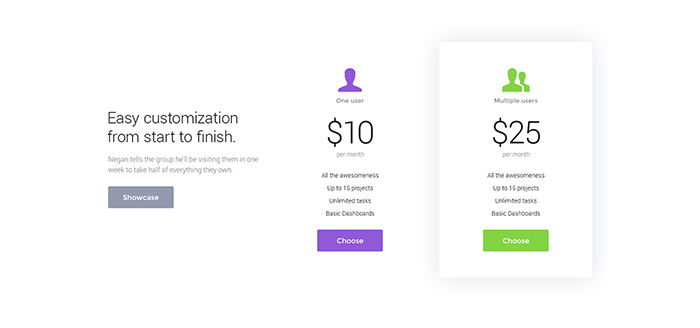 Easy customization
from start to finish.
Negan tells the group he'll be visiting them in one
week to take half of everything they own.
Showcase
One user
$10
per month
All the awesomeness
Up to 15 projects
Unlimited tasks
Basic Dashboards
Choose
Multiple users
$25
per month
All the awesomeness
Up to 15 projects
Unlimited tasks
Basic Dashboards
Choose